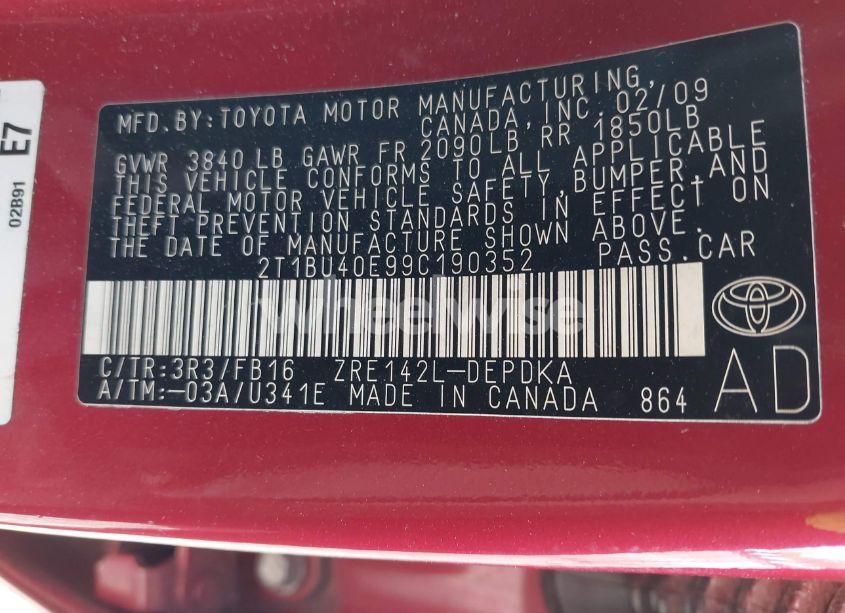 MFD.BY:TOYOTA MOTOR MANUFACTURING,
CANADA,INC. 02/09
GVWR 3840 LB GAWR FR 2090LB, RR 1850LB
THIS VEHICLE CONFORMS TO ALL APPLICABLE
FEDERAL MOTOR VEHICLE SAFETY,BUMPER,AND
THEFT PREVENTION STANDARDS IN EFFECT ON
THE DATE OF MANUFACTURE SHOWN ABOVE.
2T1BU40E99C190352 PASS.CAR
wheelwise
C/TR:3R3/FB16 ZRE142L-DEPDKA
A/TM:-03A/U341E MADE IN CANADA 864
AD
E7
02B91